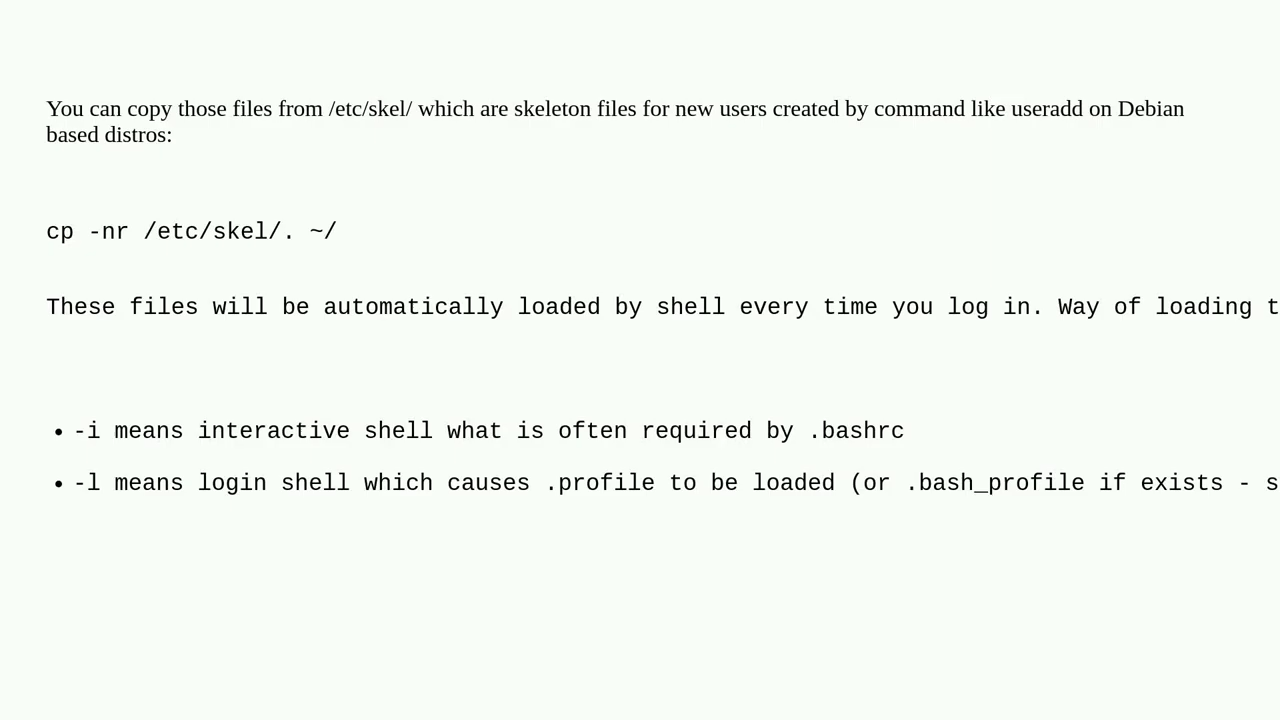 You can copy those files from /etc/skel/ which are skeleton files for new users created by command like useradd on Debian
based distros:
cp -nr /etc/skel/. ~/
These files will be automatically loaded by shell every time you log in. Way of loading
• -i means interactive shell what is often required by .bashrc
• -l means login shell which causes .profile to be loaded (or .bash_profile if exists -